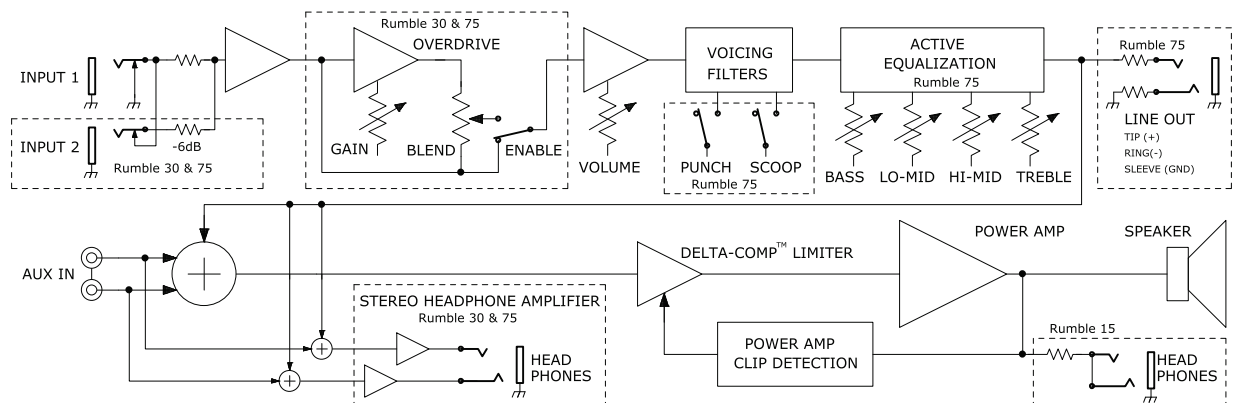 Rumble 30 & 75
OVERDRIVE
INPUT 1
INPUT 2
-6dB
Rumble 30 & 75
GAIN
BLEND
ENABLE
VOLUME
VOICING
FILTERS
PUNCH
SCOOP
Rumble 75
ACTIVE
EQUALIZATION
Rumble 75
BASS
LO-MID
HI-MID
TREBLE
Rumble 75
LINE OUT
TIP (+)
RING(-)
SLEEVE (GND)
AUX IN
STEREO HEADPHONE AMPLIFIER
Rumble 30 & 75
HEAD
PHONES
DELTA-COMP™ LIMITER
POWER AMP
SPEAKER
POWER AMP
CLIP DETECTION
Rumble 15
HEAD
PHONES